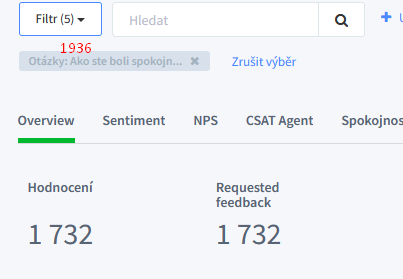 Filtr (5)
Hledat
1936
Otázky: Ako ste boli spokojn... ✖
Zrušit výběr
Overview Sentiment NPS CSAT Agent Spokojnos
Hodnocení
Requested
feedback
1 732
1 732